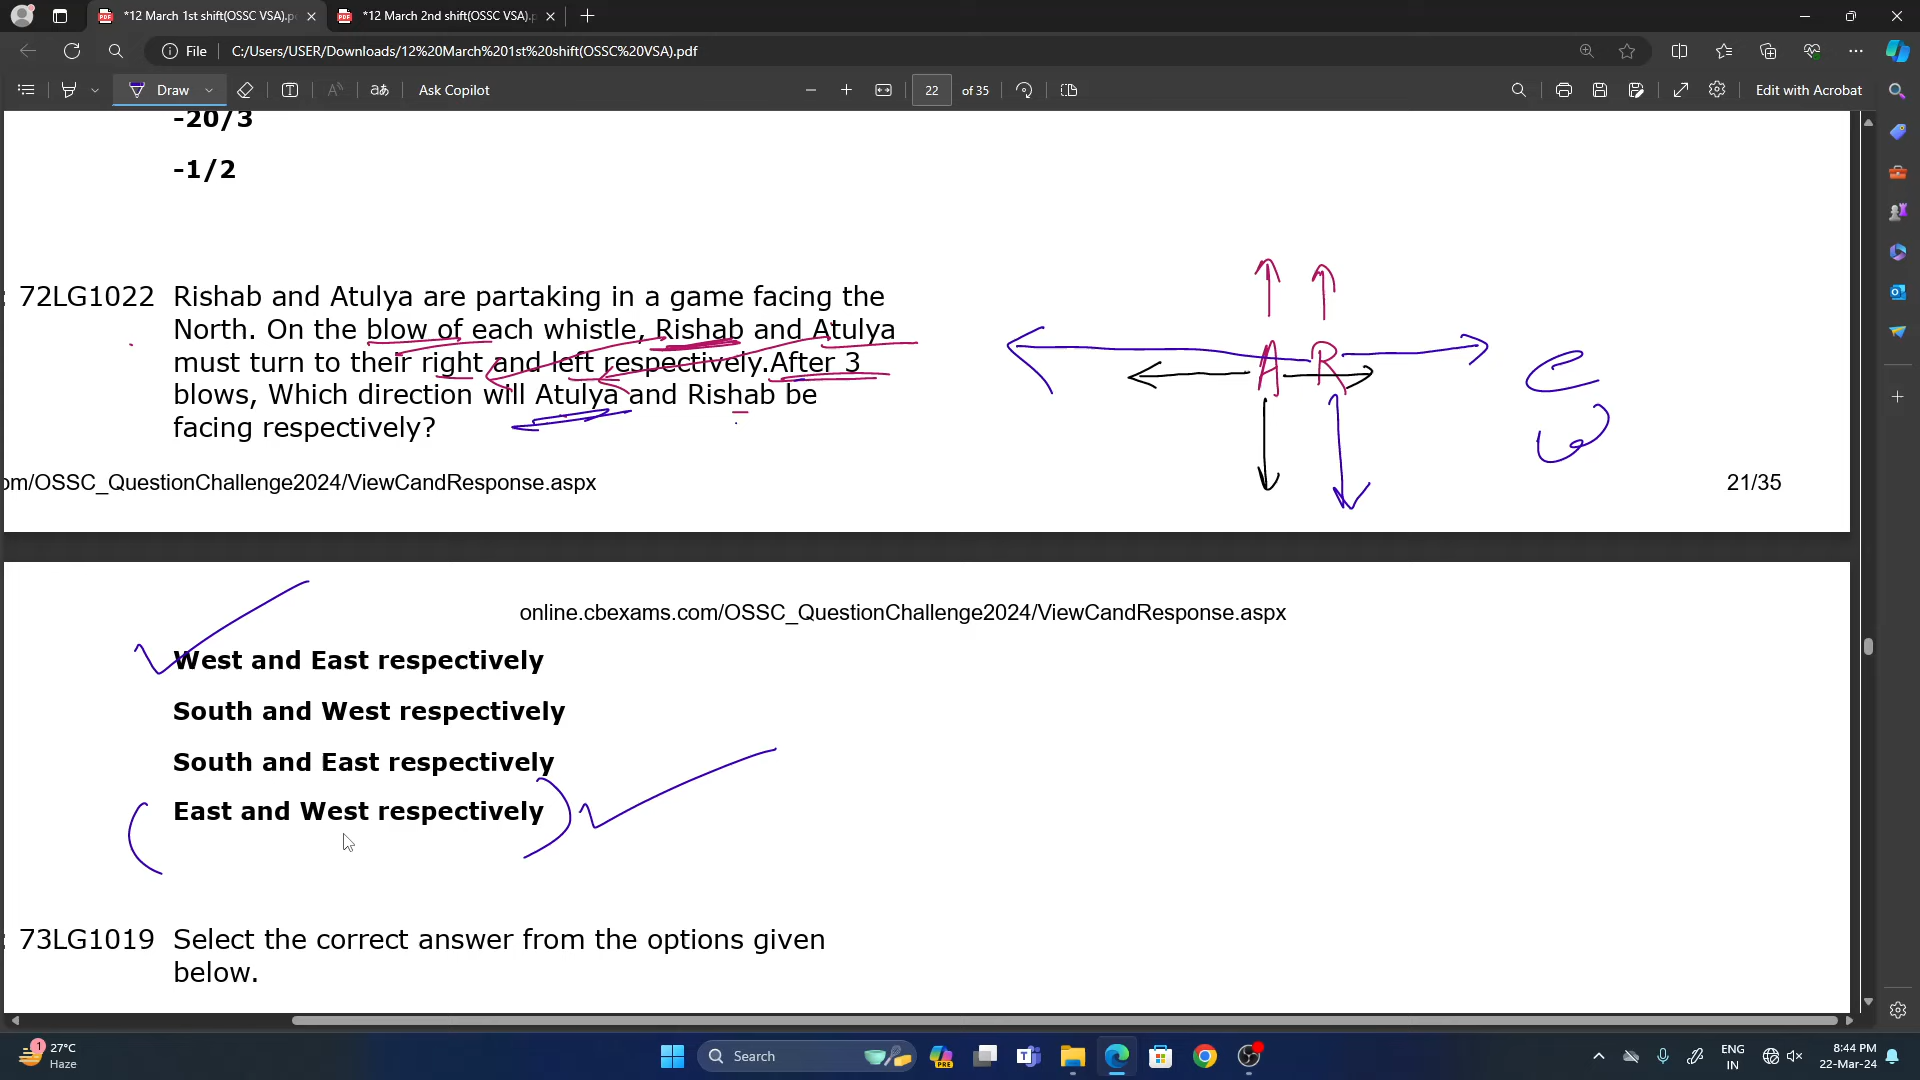 *12 March 1st shift(OSSC VSA).p
*12 March 2nd shift(OSSC VSA).p
File C:/Users/USER/Downloads/12%20March%201st%20shift(OSSC%20VSA).pdf
Draw aあ Ask Copilot 22 of 35 Edit with Acrobat
-20/3
-1/2
: 72LG1022 Rishab and Atulya are partaking in a game facing the
North. On the blow of each whistle, Rishab and Atulya
must turn to their right and left respectively.After 3
blows, Which direction will Atulya and Rishab be
facing respectively?
A R
E
W
om/OSSC_QuestionChallenge2024/ViewCandResponse.aspx 21/35
online.cbexams.com/OSSC_QuestionChallenge2024/ViewCandResponse.aspx
West and East respectively
South and West respectively
South and East respectively
East and West respectively
: 73LG1019 Select the correct answer from the options given
below.
1 27°C
Haze
Search
PRE
ENG
IN
8:44 PM
22-Mar-24